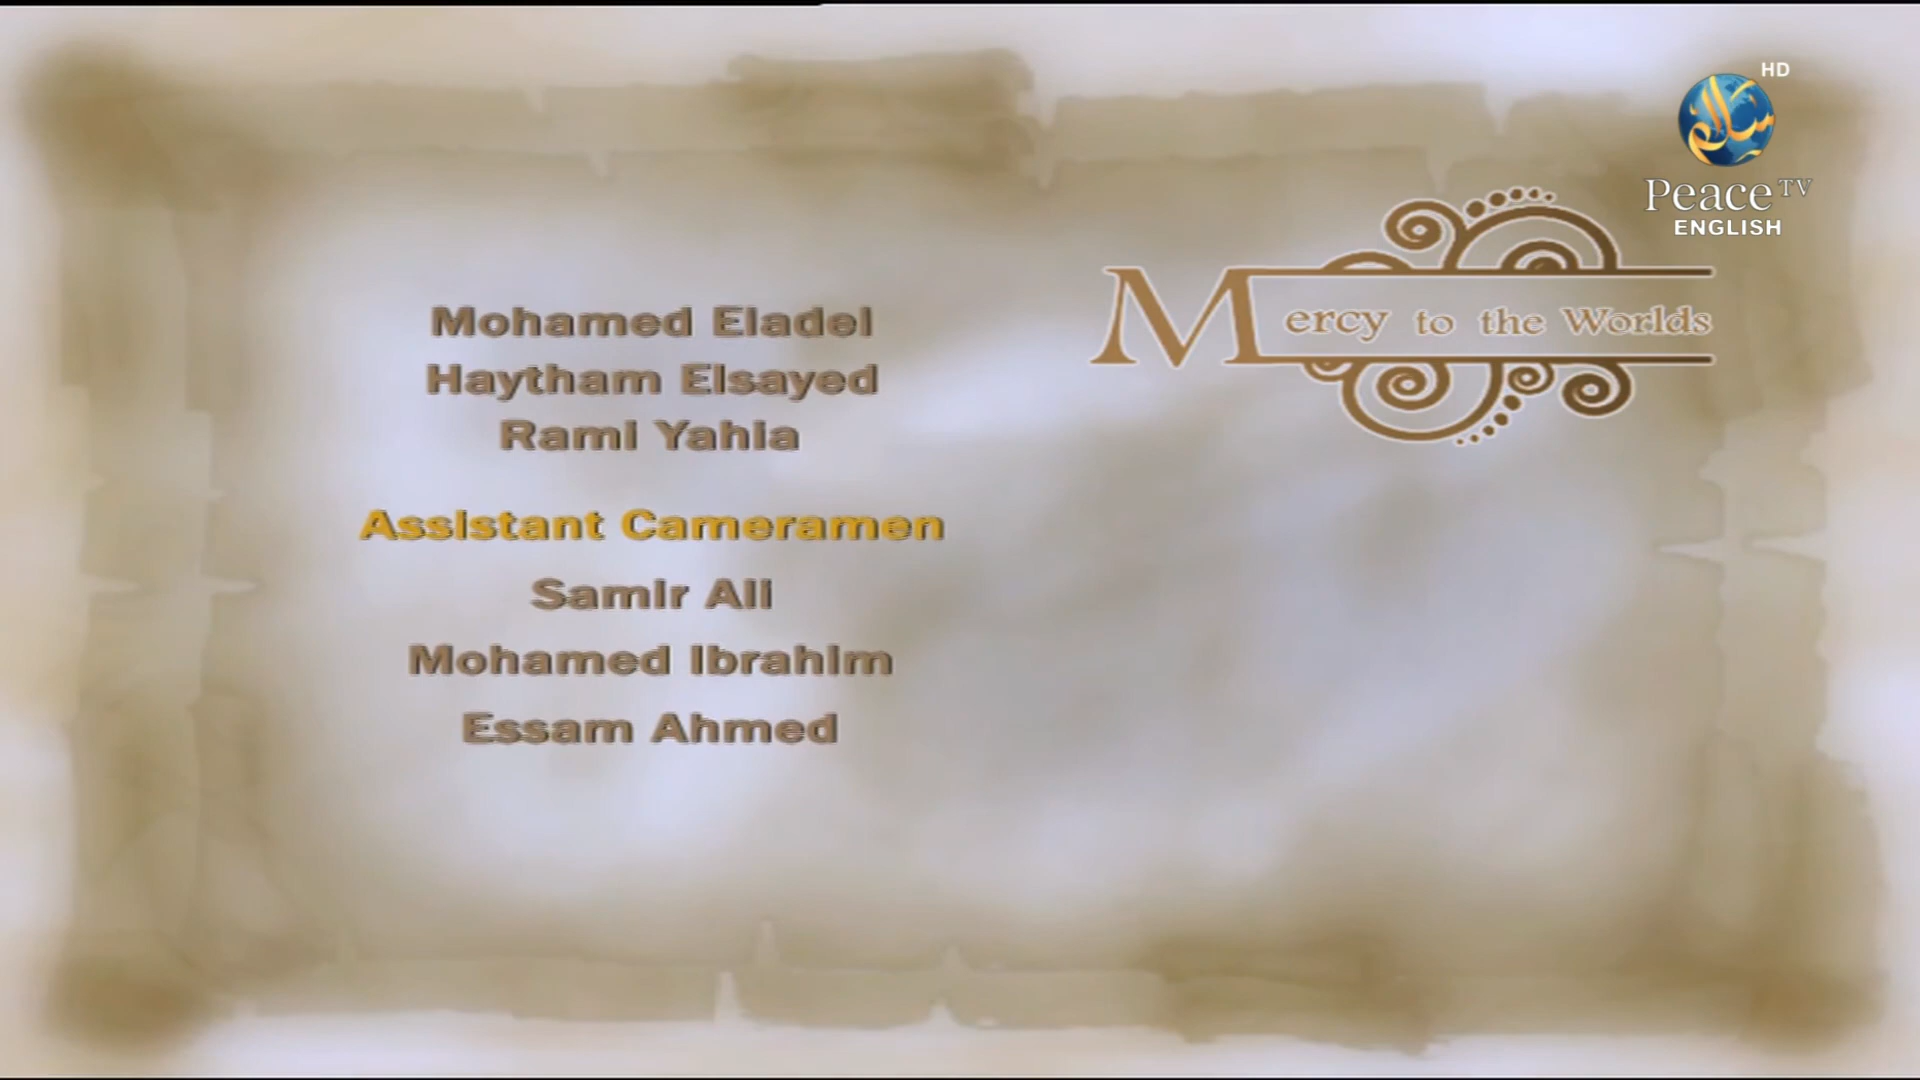 HD
سلام
Peace TV
ENGLISH
Mercy to the Worlds
Mohamed Eladel
Haytham Elsayed
Rami Yahia
Assistant Cameramen
Samir Ali
Mohamed Ibrahim
Essam Ahmed